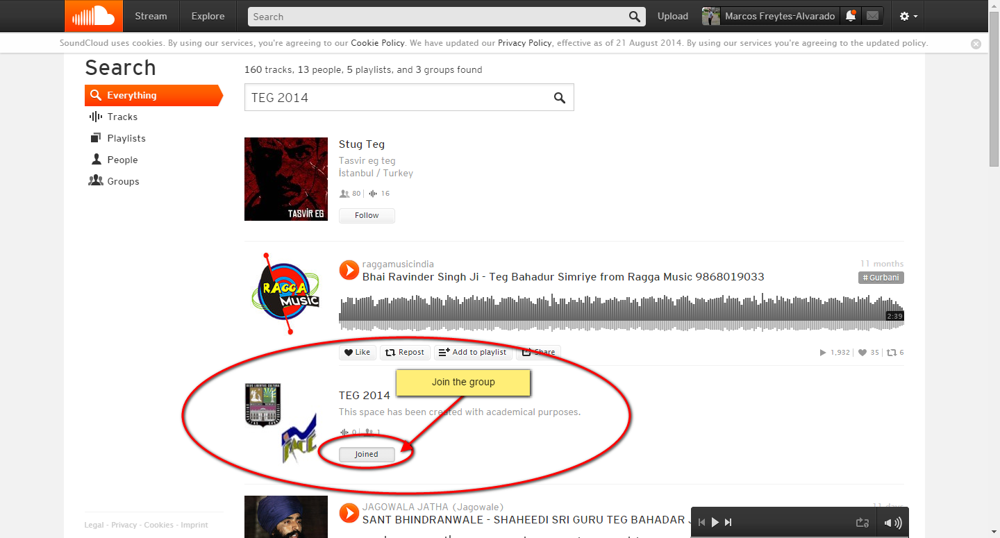 Stream
Explore
Search
Upload
Marcos Freytes-Alvarado
SoundCloud uses cookies. By using our services, you're agreeing to our Cookie Policy. We have updated our Privacy Policy, effective as of 21 August 2014. By using our services you're agreeing to the updated policy.
Search
Everything
Tracks
Playlists
People
Groups
160 tracks, 13 people, 5 playlists, and 3 groups found
TEG 2014
TASVİR EG
Stug Teg
Tasvir eg teg
İstanbul / Turkey
80 16
Follow
RAGGA
MUSIC
raggamusicindia
11 months
Bhai Ravinder Singh Ji - Teg Bahadur Simriye from Ragga Music 9868019033
# Gurbani
2:39
Like
Repost
Add to playlist
Share
1,932 35 6
Join the group
TEG 2014
This space has been created with academical purposes.
0 1
Joined
JAGOWALA JATHA (Jagowale)
11 days
SANT BHINDRANWALE - SHAHEEDI SRI GURU TEG BAHADAR J
Legal - Privacy - Cookies - Imprint